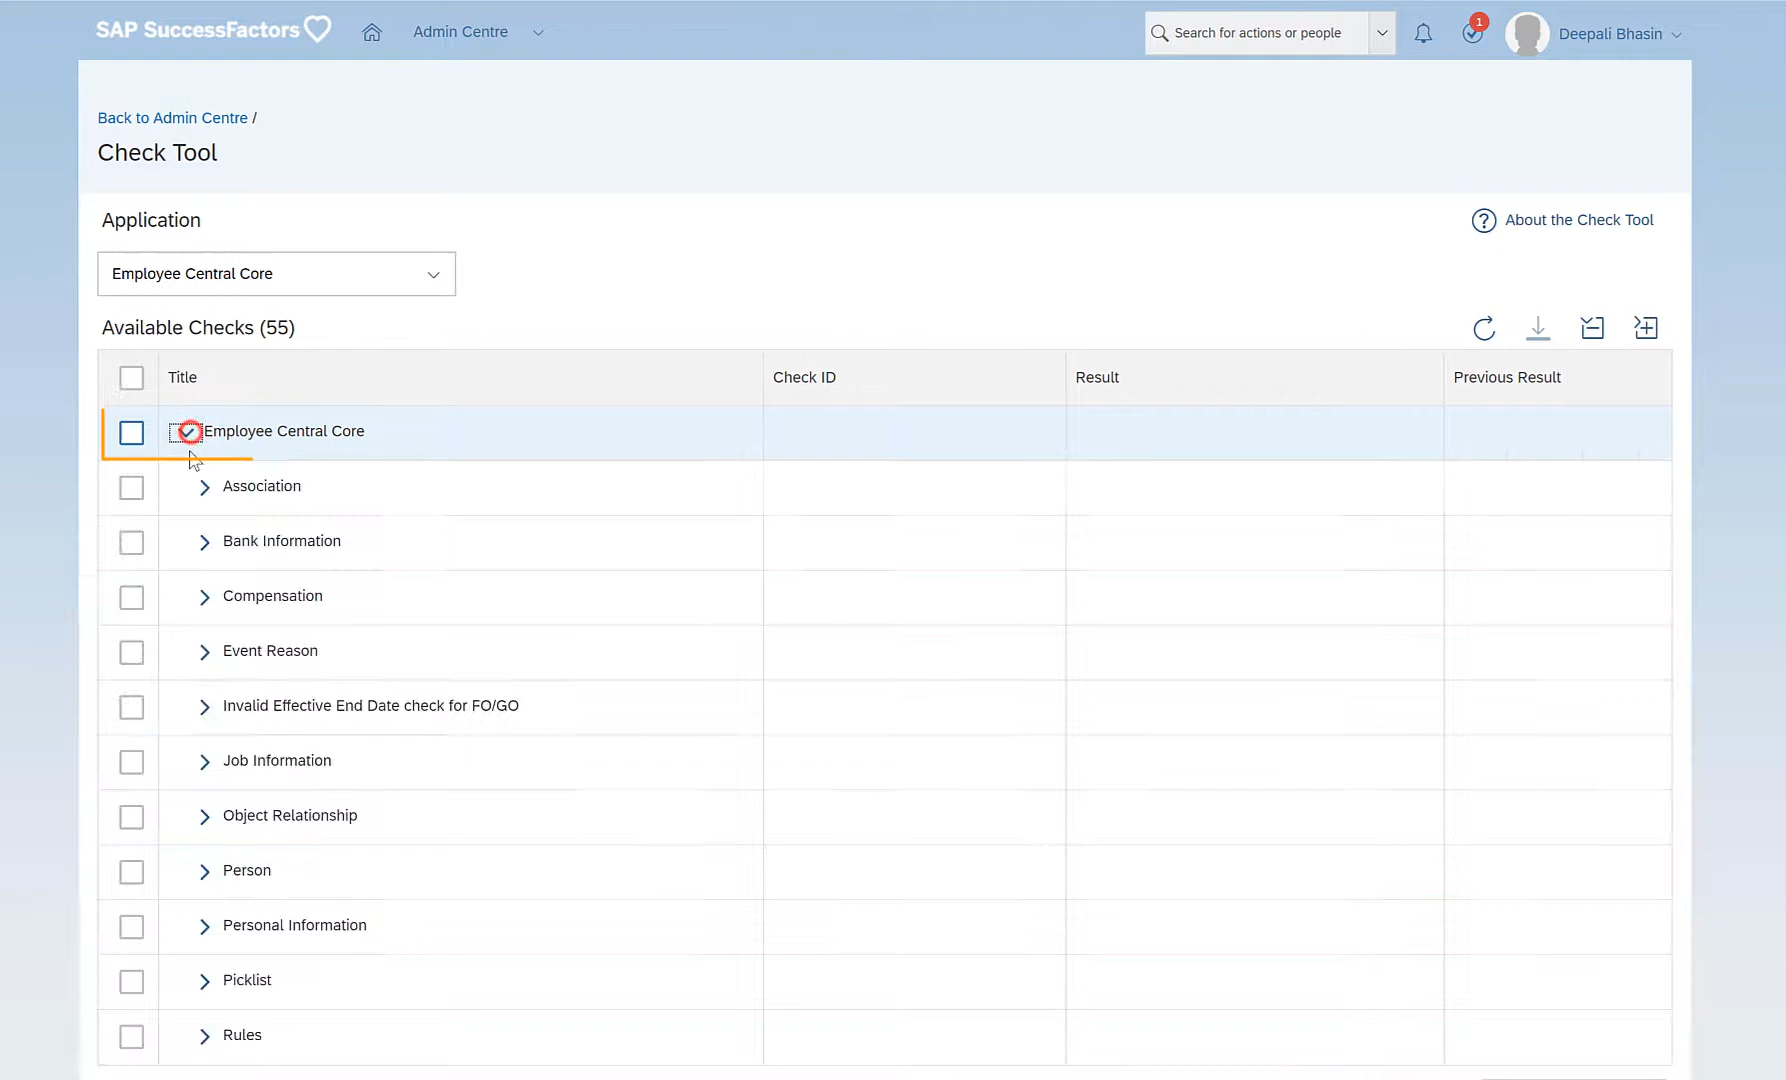 SAP SuccessFactors
Admin Centre
Search for actions or people
1
Deepali Bhasin
Back to Admin Centre /
Check Tool
Application
About the Check Tool
Employee Central Core
Available Checks (55)
Title
Check ID
Result
Previous Result
Employee Central Core
Association
Bank Information
Compensation
Event Reason
Invalid Effective End Date check for FO/GO
Job Information
Object Relationship
Person
Personal Information
Picklist
Rules